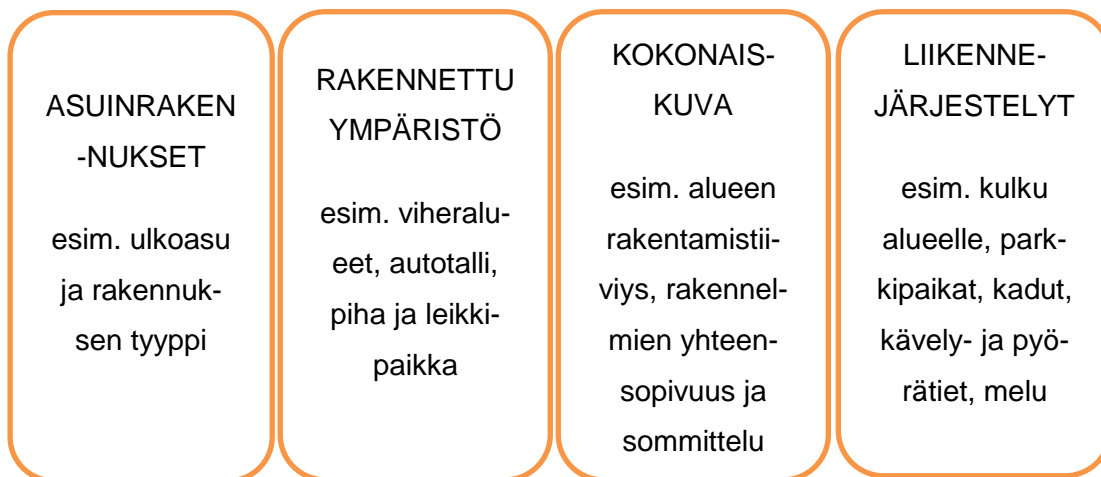 ASUINRAKEN
-NUKSET
esim. ulkoasu
ja rakennuk-
sen tyyppi
RAKENNETTU
YMPÄRISTÖ
esim. viheralu-
eet, autotalli,
piha ja leikki-
paikka
KOKONAIS-
KUVA
esim. alueen
rakentamistii-
viys, rakennel-
mien yhteen-
sopivuus ja
sommittelu
LIIKENNE-
JÄRJESTELYT
esim. kulku
alueelle, park-
kipaikat, kadut,
kävely- ja pyö-
rätiet, melu